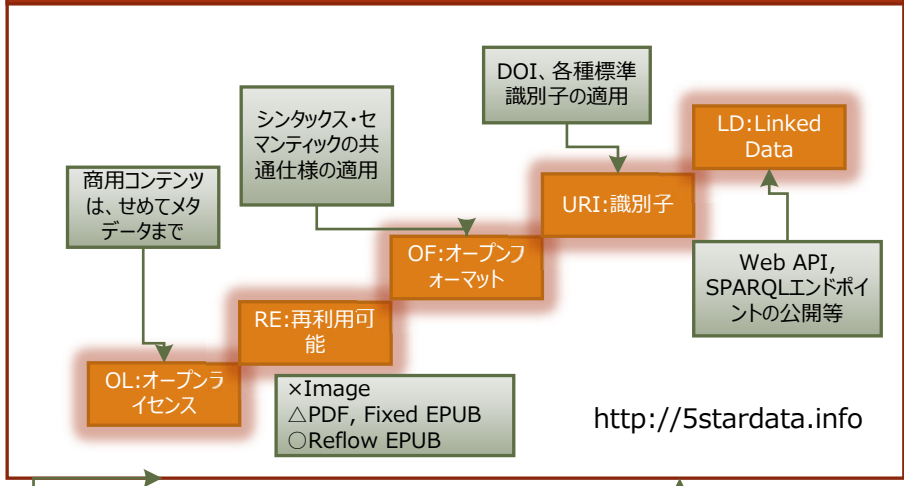 DOI、各種標準
識別子の適用
LD:Linked
Data
シンタックス・セ
マンティックの共
通仕様の適用
商用コンテンツ
は、せめてメタ
データまで
URI:識別子
OF:オープンフ
ォーマット
Web API,
SPARQLエンドポイ
ントの公開等
RE:再利用可
能
OL:オープンラ
イセンス
×Image
△PDF, Fixed EPUB
○Reflow EPUB
http://5stardata.info